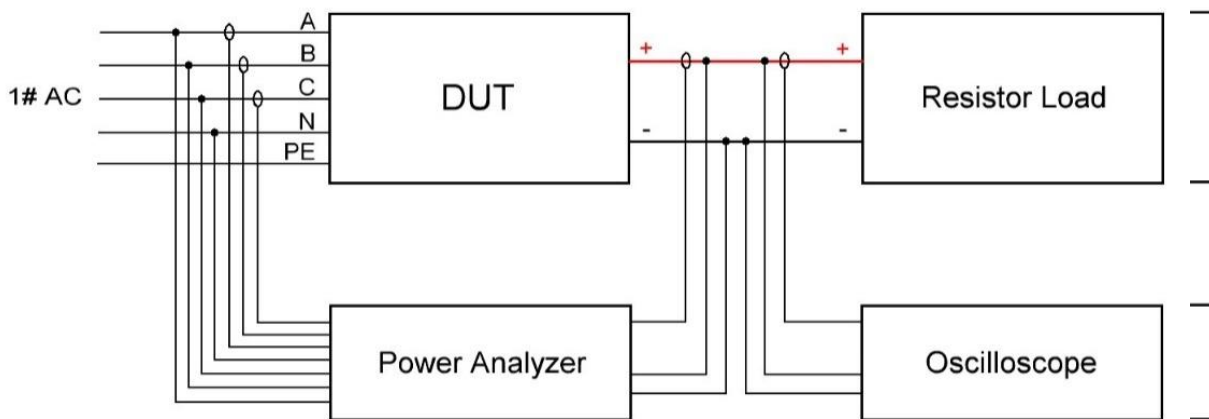 A
B
1# AC
C
N
PE
DUT
+
+
-
-
Resistor Load
Power Analyzer
Oscilloscope